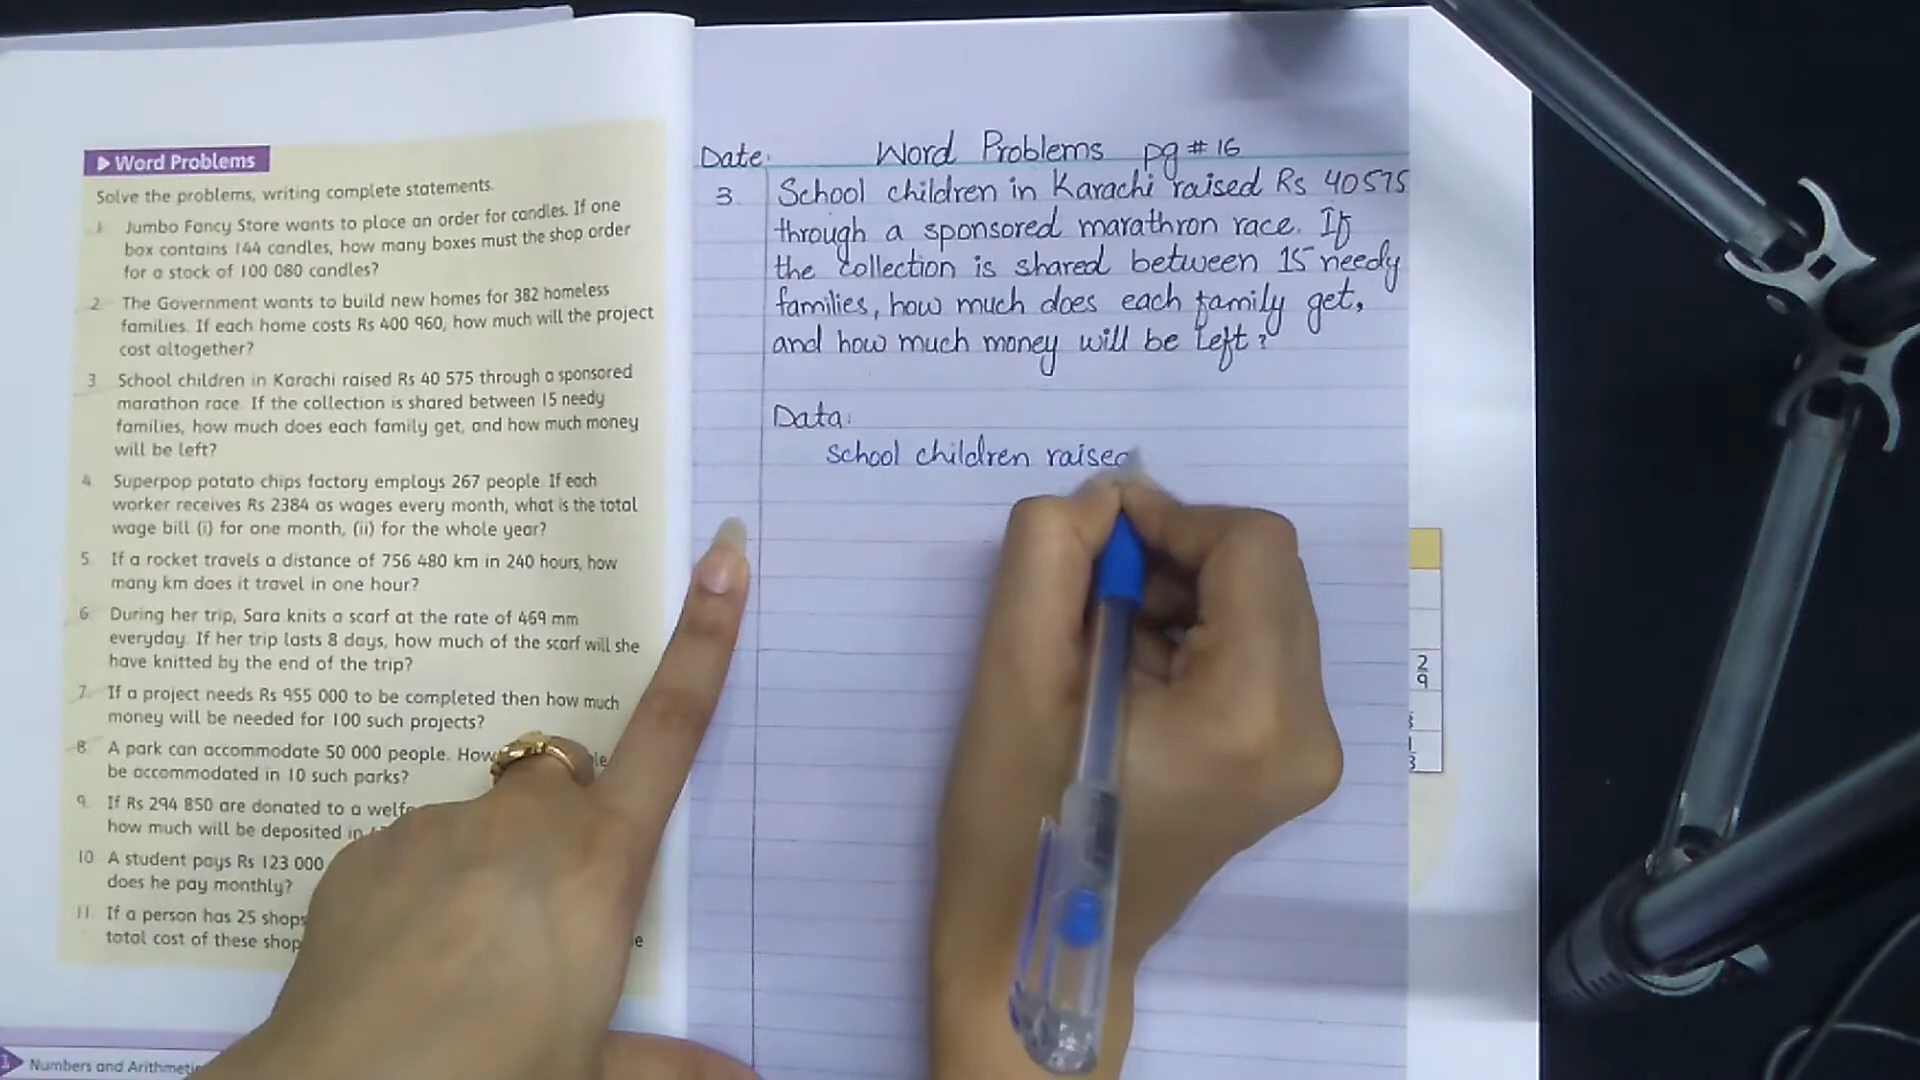 Word Problems
Solve the problems, writing complete statements.
1. Jumbo Fancy Store wants to place an order for candles. If one
box contains 144 candles, how many boxes must the shop order
for a stock of 100 080 candles?
2. The Government wants to build new homes for 382 homeless
families. If each home costs Rs 400 960, how much will the project
cost altogether?
3. School children in Karachi raised Rs 40 575 through a sponsored
marathon race. If the collection is shared between 15 needy
families, how much does each family get, and how much money
will be left?
4. Superpop potato chips factory employs 267 people. If each
worker receives Rs 2384 as wages every month, what is the total
wage bill (i) for one month, (ii) for the whole year?
5. If a rocket travels a distance of 756 480 km in 240 hours, how
many km does it travel in one hour?
6. During her trip, Sara knits a scarf at the rate of 469 mm
everyday. If her trip lasts 8 days, how much of the scarf will she
have knitted by the end of the trip?
7. If a project needs Rs 955 000 to be completed then how much
money will be needed for 100 such projects?
8. A park can accommodate 50 000 people. How
be accommodated in 10 such parks?
9. If Rs 294 850 are donated to a
how much will be deposited in
10. A student pays Rs 123 000
does he pay monthly?
11. If a person has 25 shops
total cost of these
1 Numbers and
Date: Word Problems pg # 16
3. School children in Karachi raised Rs 40575
through a sponsored marathron race. If
the collection is shared between 15 needy
families, how much does each family get,
and how much money will be left?
Data:
School children raised
2
9
1
3